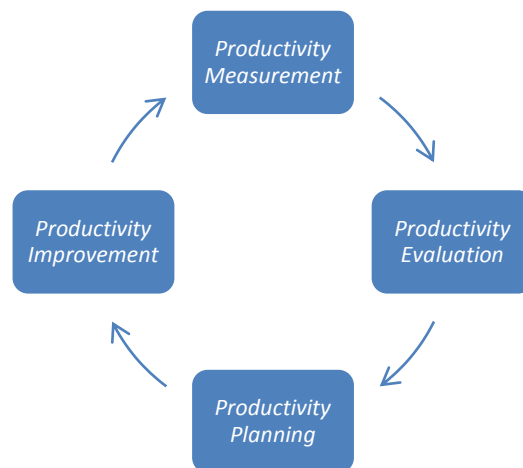 Productivity
Measurement
Productivity
Evaluation
Productivity
Planning
Productivity
Improvement